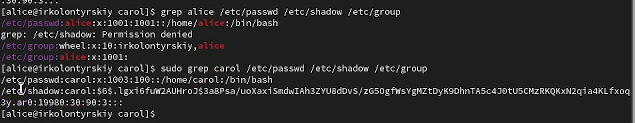 0:30:90:3:::
[alice@irkolontyrskiy carol]$ grep alice /etc/passwd /etc/shadow /etc/group
/etc/passwd:alice:x:1001:1001::/home/alice:/bin/bash
grep: /etc/shadow: Permission denied
/etc/group:wheel:x:10:irkolontyrskiy,alice
/etc/group:alice:x:1001:
[alice@irkolontyrskiy carol]$ sudo grep carol /etc/passwd /etc/shadow /etc/group
/etc/passwd:carol:x:1003:100::/home/carol:/bin/bash
/etc/shadow:carol:$6$.lgxi6fuW2AUHroJ$3a8Psa/uoXaxiSmdwIAh3ZYU8dDvS/zG5OgfWsYgMZtDyK9DhnTA5c4J0tU5CMzRKQKxN2qia4KLfxoq
3y.ar0:19980:30:90:3:::
[alice@irkolontyrskiy carol]$